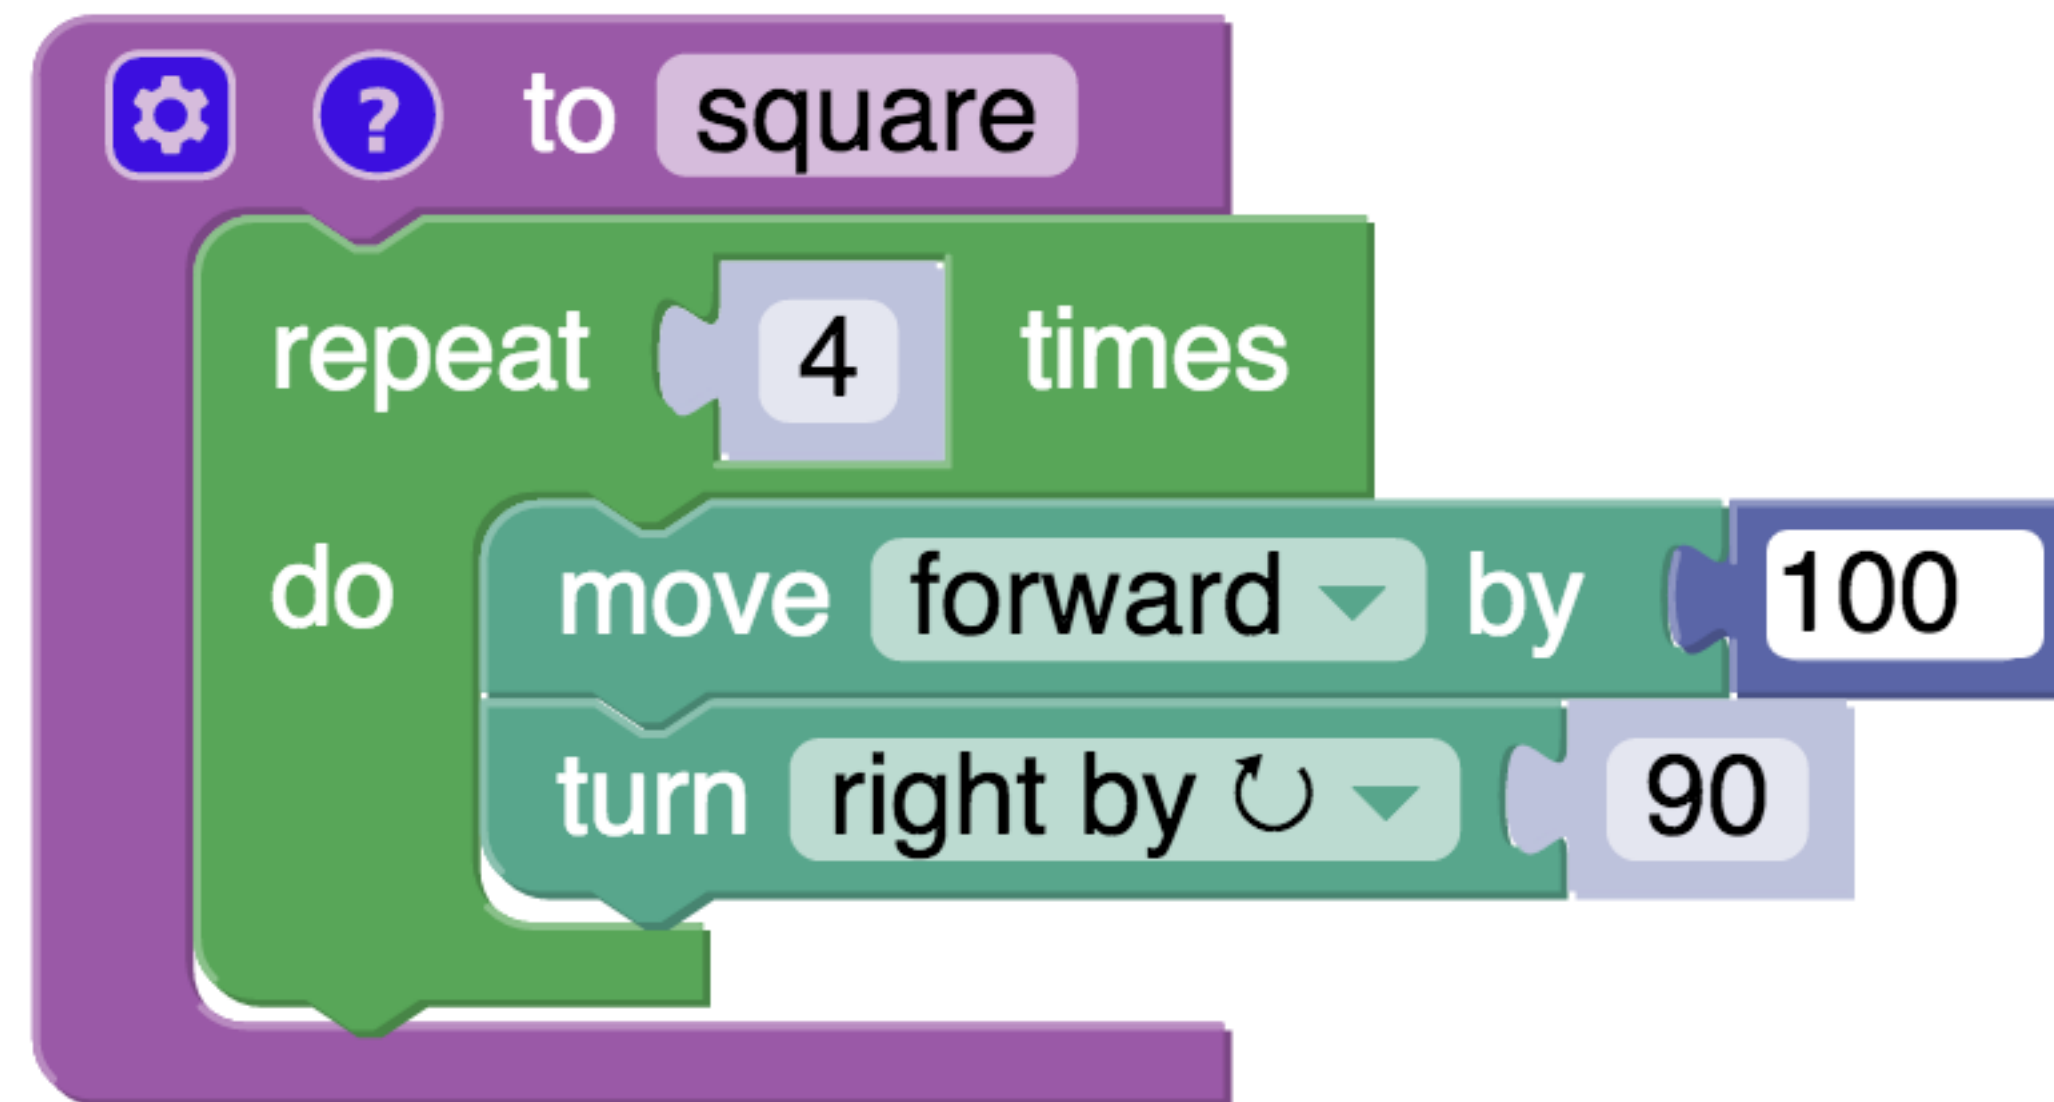 ? to square
repeat 4 times
do move forward by 100
turn right by ↻ 90